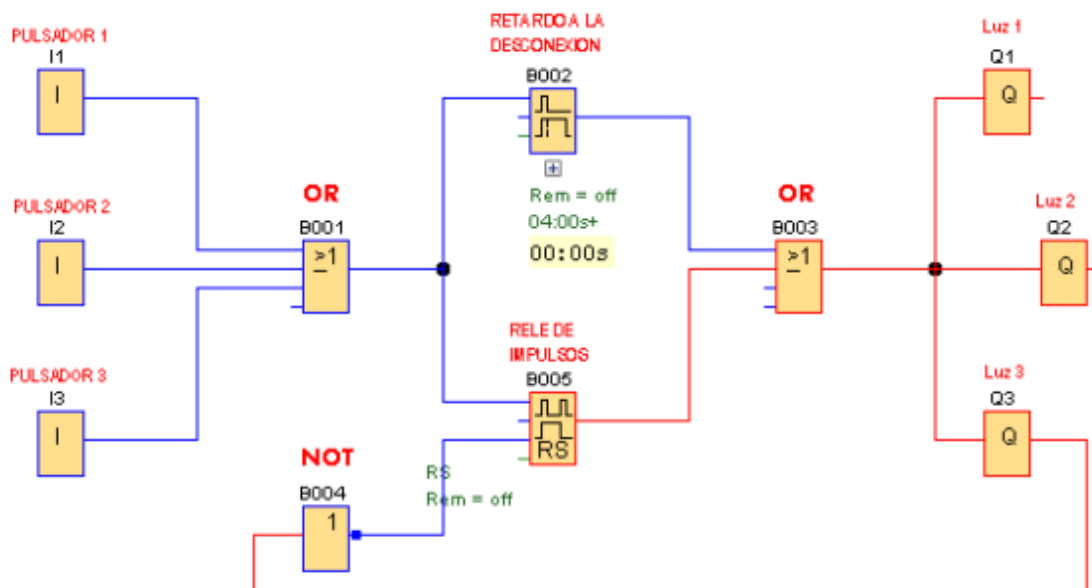 PULSADOR 1
I1
I
PULSADOR 2
I2
I
PULSADOR 3
I3
I
OR
B001
>1
NOT
B004
1
RETARDO A LA
DESCONEXION
B002
Rem = off
04:00s+
00:00s
RELE DE
IMPULSOS
B005
RS
RS
Rem = off
OR
B003
>1
Luz 1
Q1
Q
Luz 2
Q2
Q
Luz 3
Q3
Q